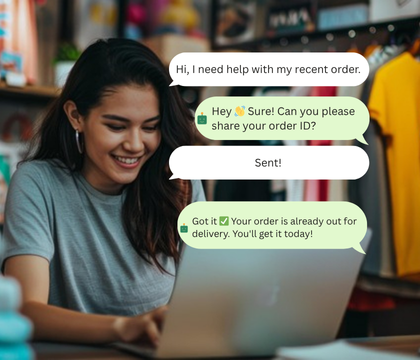 Hi, I need help with my recent order.
Hey 👋 Sure! Can you please
share your order ID?
Sent!
Got it ✅ Your order is already out for
delivery. You'll get it today!